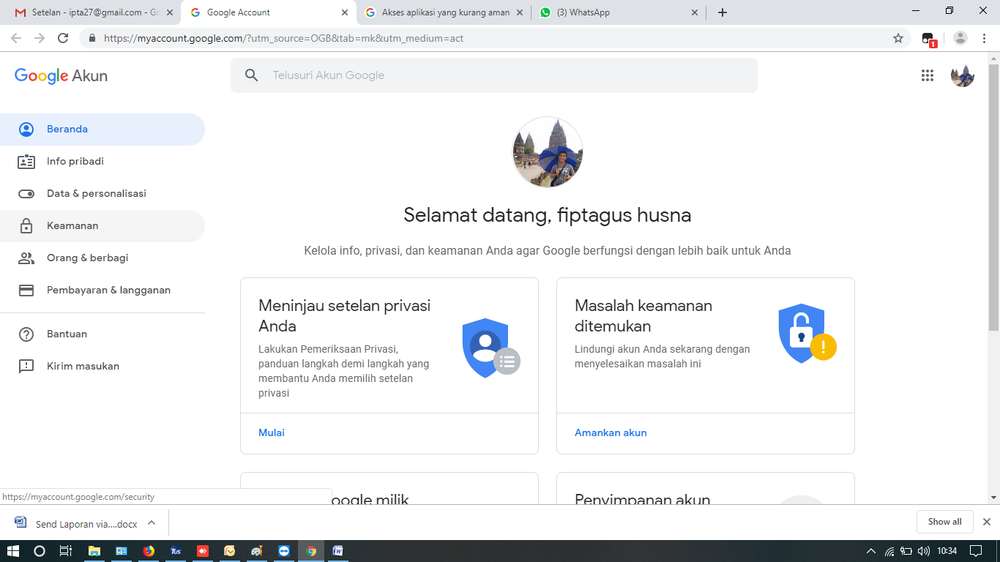 Setelan - ipta27@gmail.com - Gm
Google Account
Akses aplikasi yang kurang aman
(3) WhatsApp
https://myaccount.google.com/?utm_source=OGB&tab=mk&utm_medium=act
1
Google Akun
Telusuri Akun Google
Beranda
Info pribadi
Data & personalisasi
Keamanan
Orang & berbagi
Pembayaran & langganan
Bantuan
Kirim masukan
Selamat datang, fiptagus husna
Kelola info, privasi, dan keamanan Anda agar Google berfungsi dengan lebih baik untuk Anda
Meninjau setelan privasi
Anda
Lakukan Pemeriksaan Privasi,
panduan langkah demi langkah yang
membantu Anda memilih setelan
privasi
Mulai
Masalah keamanan
ditemukan
Lindungi akun Anda sekarang dengan
menyelesaikan masalah ini
Amankan akun
oogle milik
Penyimpanan akun
https://myaccount.google.com/security
Send Laporan via....docx
Show all
Tus
10:34